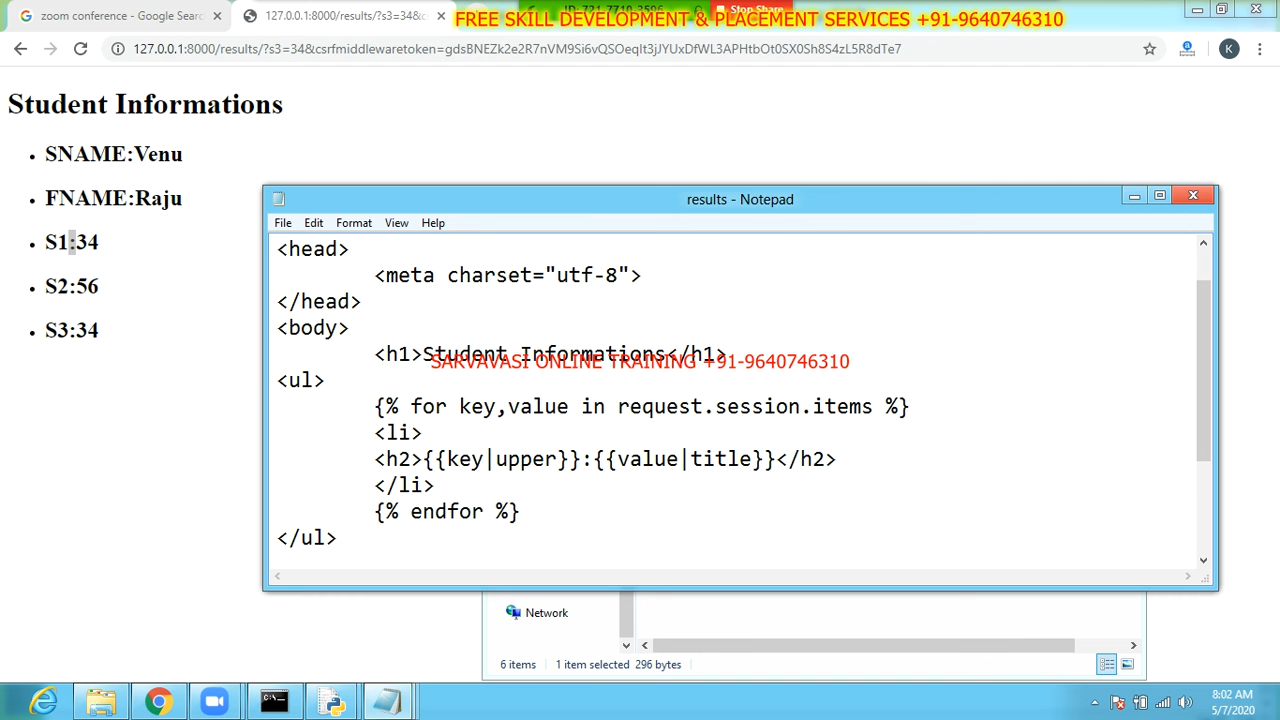 zoom conference - Google Sear
127.0.0.1:8000/results/?s3=34&c
Stop Share
FREE SKILL DEVELOPMENT & PLACEMENT SERVICES +91-9640746310
127.0.0.1:8000/results/?s3=34&csrfmiddlewaretoken=gdsBNEZk2e2R7nVM9Si6vQSOeqIt3jJYUxDfWL3APHtbOt0SX0Sh8S4zL5R8dTe7
K
Student Informations
• SNAME:Venu
• FNAME:Raju
• S1:34
• S2:56
• S3:34
results - Notepad
File Edit Format View Help
<head>
<meta charset="utf-8">
</head>
<body>
<h1>Student Informations</h1>
SARVAVASI ONLINE TRAINING +91-9640746310
<ul>
{% for key,value in request.session.items %}
<li>
<h2>{{key|upper}}:{{value|title}}</h2>
</li>
{% endfor %}
</ul>
Network
6 items 1 item selected 296 bytes
8:02 AM
5/7/2020